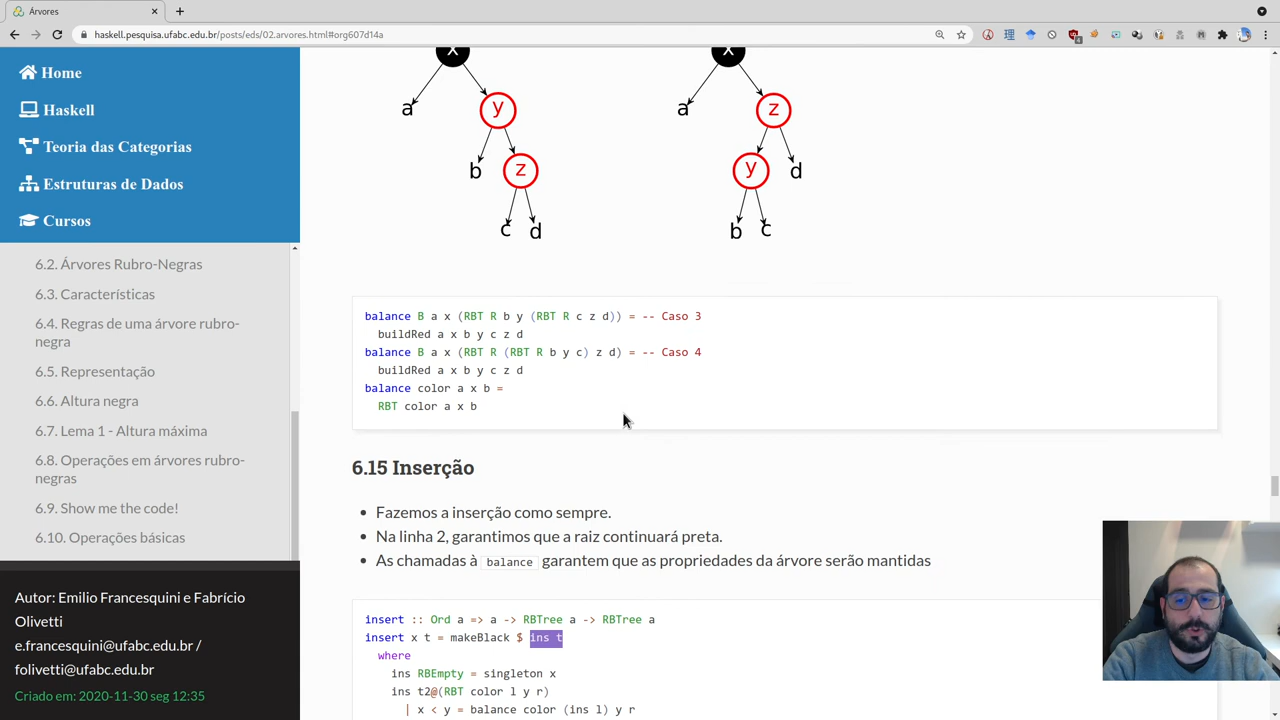 Árvores
haskell.pesquisa.ufabc.edu.br/posts/eds/02.arvores.html#org607d14a
Home
Haskell
Teoria das Categorias
Estruturas de Dados
Cursos
6.2. Árvores Rubro-Negras
6.3. Características
6.4. Regras de uma árvore rubro-
negra
6.5. Representação
6.6. Altura negra
6.7. Lema 1 - Altura máxima
6.8. Operações em árvores rubro-
negras
6.9. Show me the code!
6.10. Operações básicas
Autor: Emilio Francesquini e Fabrício
Olivetti
e.francesquini@ufabc.edu.br /
folivetti@ufabc.edu.br
Criado em: 2020-11-30 seg 12:35
x
a
y
b
z
c d
x
a
z
y
d
b c
balance B a x (RBT R b y (RBT R c z d)) = -- Caso 3
buildRed a x b y c z d
balance B a x (RBT R (RBT R b y c) z d) = -- Caso 4
buildRed a x b y c z d
balance color a x b =
RBT color a x b
6.15 Inserção
• Fazemos a inserção como sempre.
• Na linha 2, garantimos que a raiz continuará preta.
• As chamadas à balance garantem que as propriedades da árvore serão mantidas
insert :: Ord a => a -> RBTree a -> RBTree a
insert x t = makeBlack $ ins t
where
ins RBEmpty = singleton x
ins t2@(RBT color l y r)
| x < y = balance color (ins l) y r